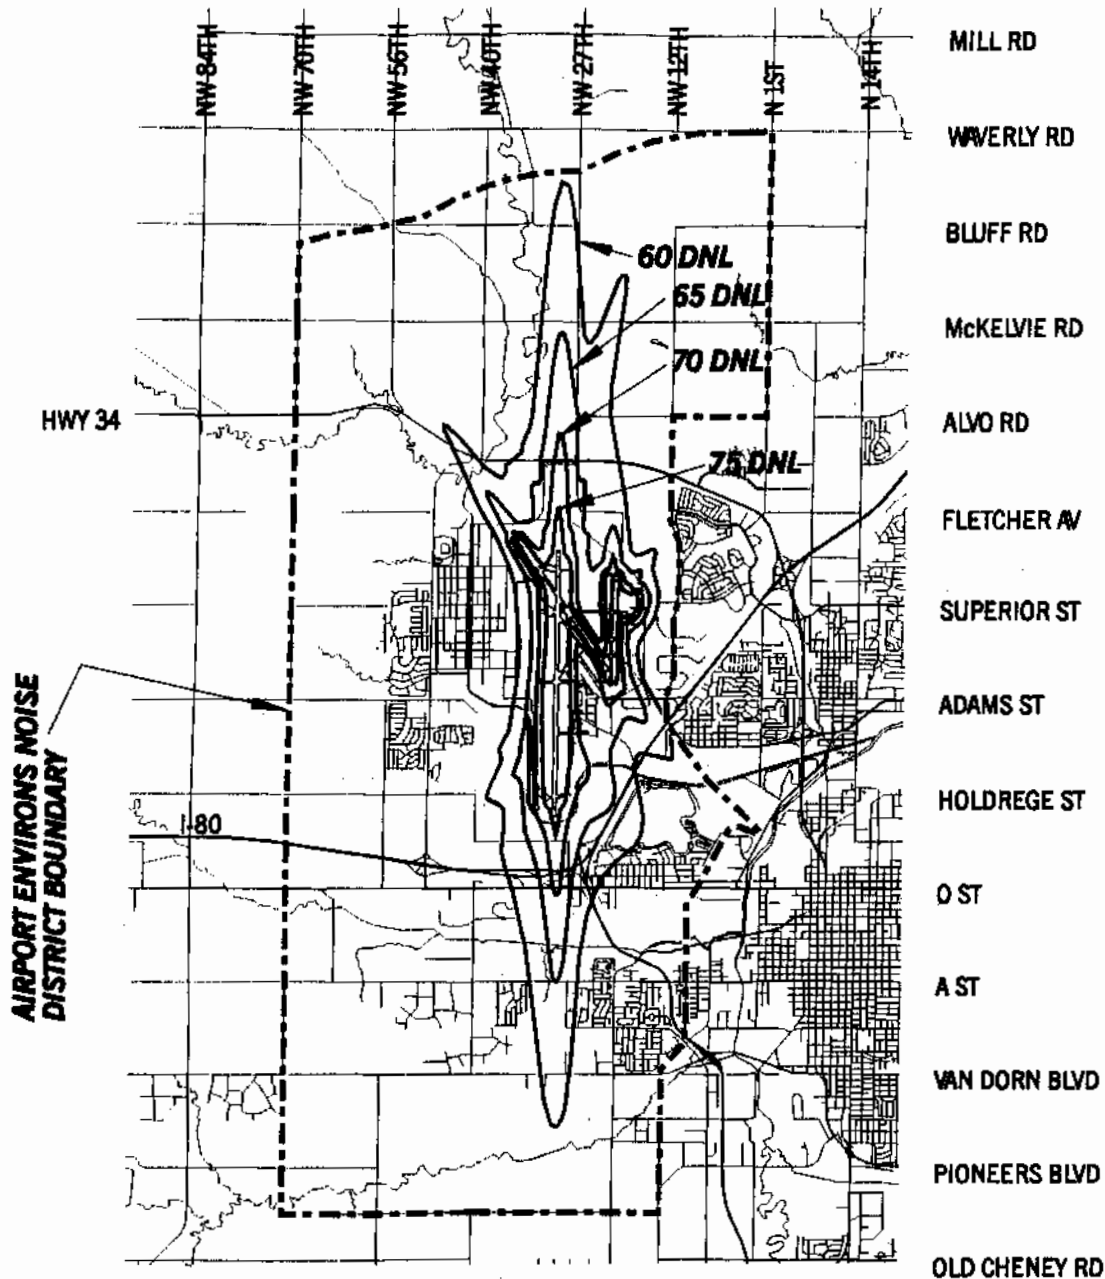 MILL RD
NW 84TH
NW 70TH
NW 56TH
NW 40TH
NW 27TH
NW 12TH
N 1ST
N 14TH
WAVERLY RD
BLUFF RD
60 DNL
65 DNL
McKELVIE RD
70 DNL
HWY 34
ALVO RD
75 DNL
FLETCHER AV
SUPERIOR ST
ADAMS ST
AIRPORT ENVIRONS NOISE
DISTRICT BOUNDARY
HOLDREGE ST
I-80
O ST
A ST
VAN DORN BLVD
PIONEERS BLVD
OLD CHENEY RD